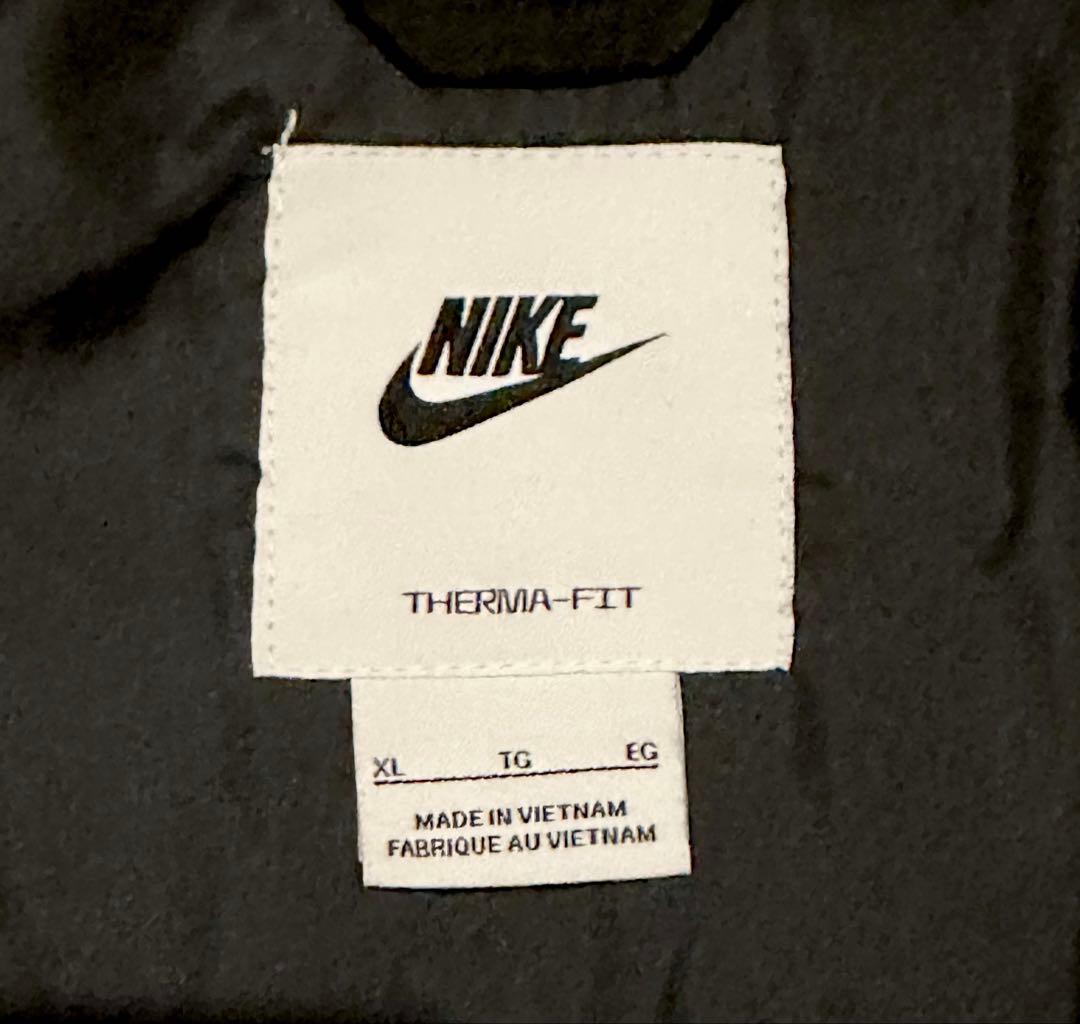 NIKE
THERMA-FIT
XL TG EG
MADE IN VIETNAM
FABRIQUE AU VIETNAM